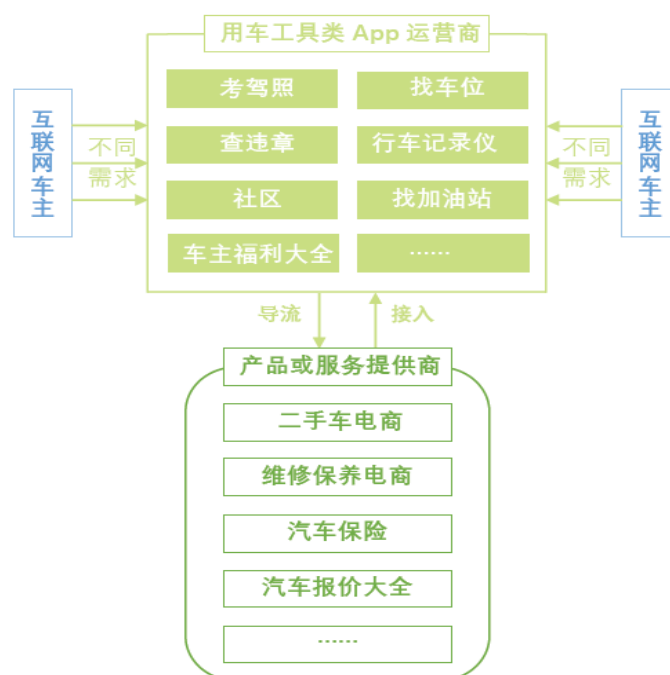 用车工具类 App 运营商
考驾照
找车位
互联网车主
不同
需求
查违章
行车记录仪
不同
需求
互联网车主
社区
找加油站
车主福利大全
……
导流
接入
产品或服务提供商
二手车电商
维修保养电商
汽车保险
汽车报价大全
……